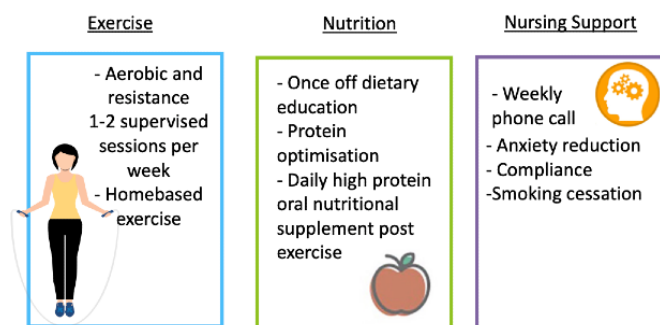 Exercise
- Aerobic and
resistance
1-2 supervised
sessions per
week
- Homebased
exercise
Nutrition
- Once off dietary
education
- Protein
optimisation
- Daily high protein
oral nutritional
supplement post
exercise
Nursing Support
- Weekly
phone call
- Anxiety reduction
- Compliance
-Smoking cessation